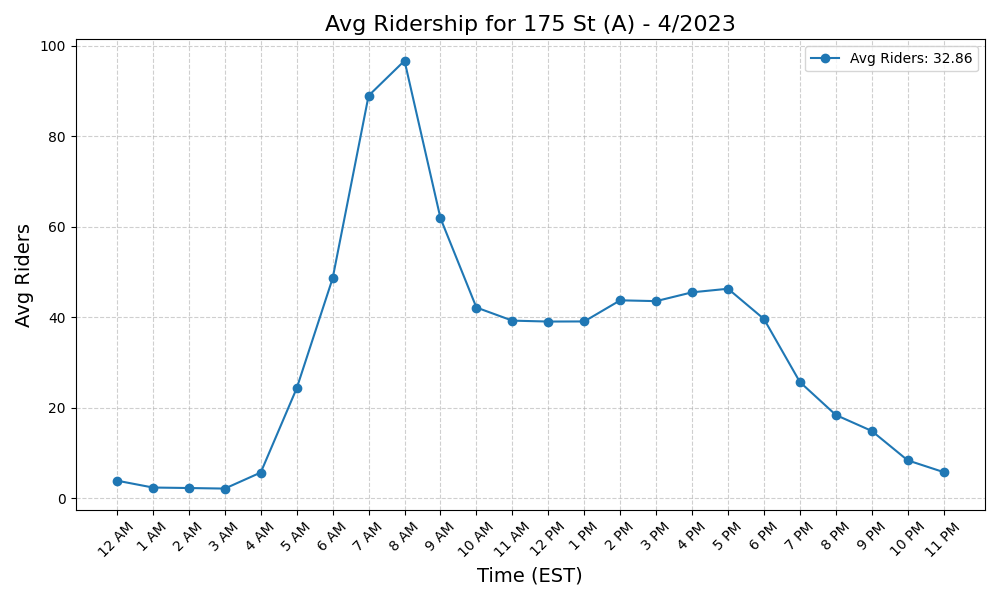 Avg Ridership for 175 St (A) - 4/2023
Avg Riders: 32.86
Avg Riders
100
80
60
40
20
0
12 AM
1 AM
2 AM
3 AM
4 AM
5 AM
6 AM
7 AM
8 AM
9 AM
10 AM
11 AM
12 PM
1 PM
2 PM
3 PM
4 PM
5 PM
6 PM
7 PM
8 PM
9 PM
10 PM
11 PM
Time (EST)